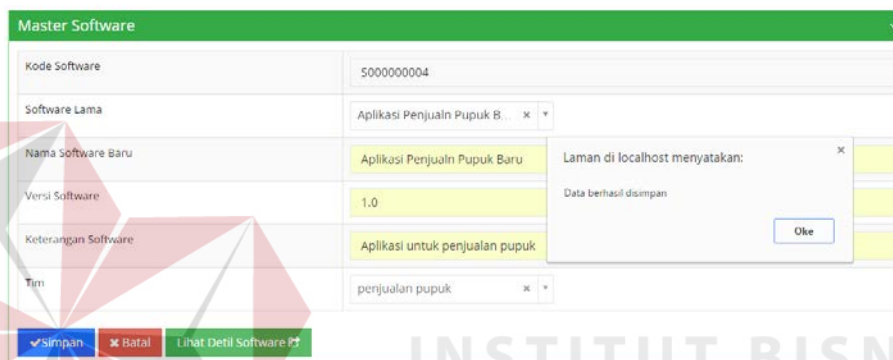 Master Software
Kode Software
S000000004
Software Lama
Aplikasi Penjualn Pupuk B...
Nama Software Baru
Aplikasi Penjualn Pupuk Baru
Versi Software
1.0
Keterangan Software
Aplikasi untuk penjualan pupuk
Tim
penjualan pupuk
Laman di localhost menyatakan:
Data berhasil disimpan
Oke
Simpan
Batal
Lihat Detil Software
INSTITUT BISN